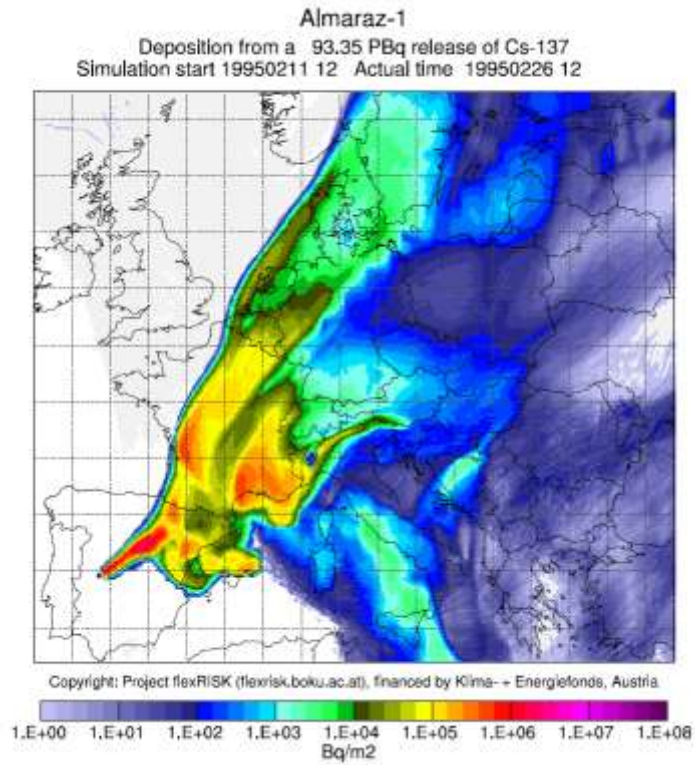 Almaraz-1
Deposition from a 93.35 PBq release of Cs-137
Simulation start 19950211 12 Actual time 19950226 12
Copyright: Project flexRISK (flexrisk.boku.ac.at), financed by Klima- + Energiefonds, Austria
1.E+00 1.E+01 1.E+02 1.E+03 1.E+04 1.E+05 1.E+06 1.E+07 1.E+08
Bq/m2